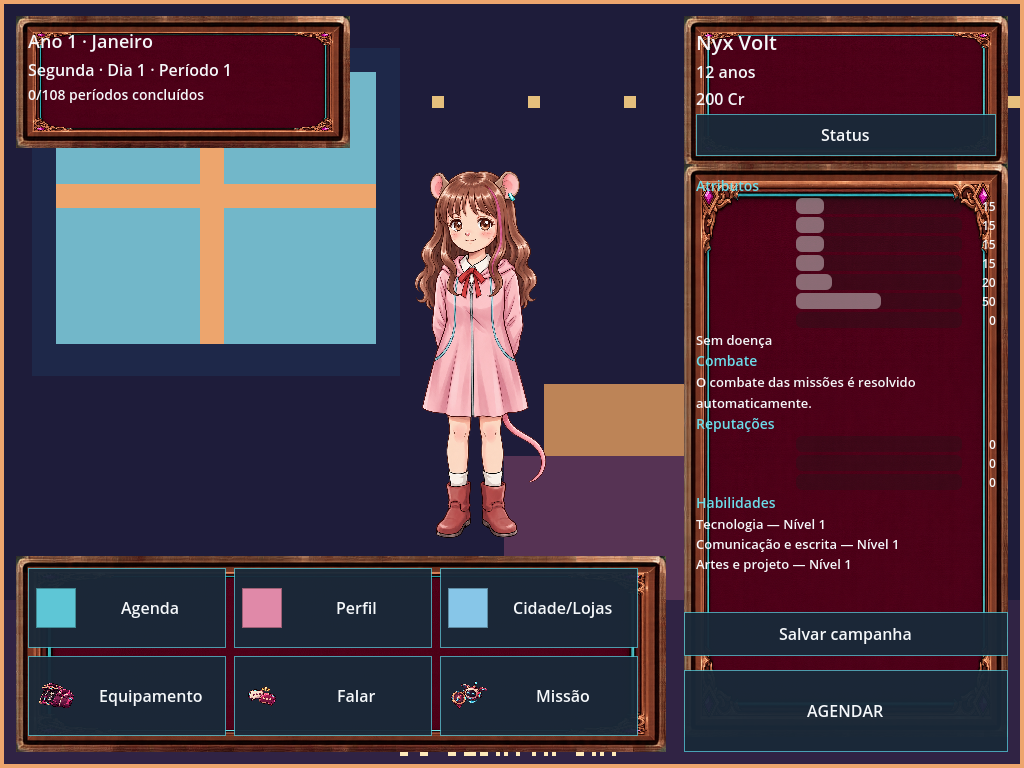 Ano 1 · Janeiro
Segunda · Dia 1 · Período 1
0/108 períodos concluídos
Nyx Volt
12 anos
200 Cr
Status
Atributos
15
15
15
15
20
50
0
Sem doença
Combate
O combate das missões é resolvido
automaticamente.
Reputações
0
0
0
Habilidades
Tecnologia — Nível 1
Comunicação e escrita — Nível 1
Artes e projeto — Nível 1
Agenda
Perfil
Cidade/Lojas
Equipamento
Falar
Missão
Salvar campanha
AGENDAR